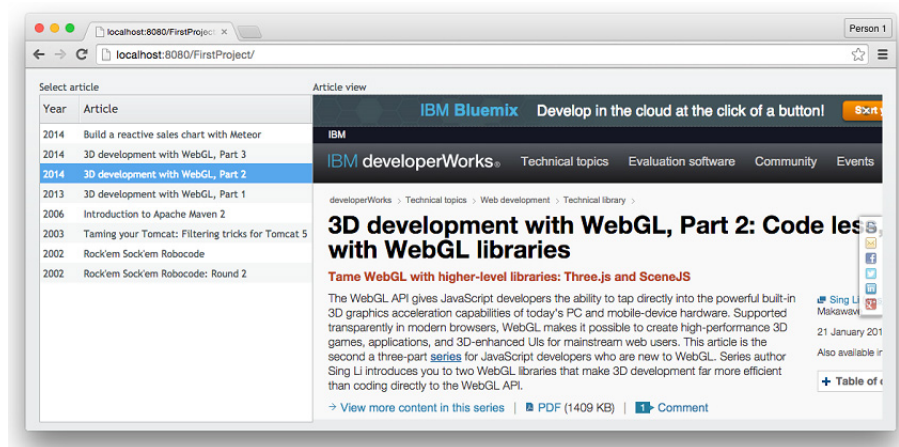 localhost:8080/FirstProject
Person 1
localhost:8080/FirstProject/
Select article
Year Article
2014 Build a reactive sales chart with Meteor
2014 3D development with WebGL, Part 3
2014 3D development with WebGL, Part 2
2013 3D development with WebGL, Part 1
2006 Introduction to Apache Maven 2
2003 Taming your Tomcat: Filtering tricks for Tomcat 5
2002 Rock'em Sock'em Robocode
2002 Rock'em Sock'em Robocode: Round 2
Article view
IBM Bluemix Develop in the cloud at the click of a button!
IBM
IBM developerWorks® Technical topics Evaluation software Community Events
developerWorks > Technical topics > Web development > Technical library >
3D development with WebGL, Part 2: Code less,
with WebGL libraries
Tame WebGL with higher-level libraries: Three.js and SceneJS
The WebGL API gives JavaScript developers the ability to tap directly into the powerful built-in
3D graphics acceleration capabilities of today's PC and mobile-device hardware. Supported
transparently in modern browsers, WebGL makes it possible to create high-performance 3D
games, applications, and 3D-enhanced UIs for mainstream web users. This article is the
second a three-part series for JavaScript developers who are new to WebGL. Series author
Sing Li introduces you to two WebGL libraries that make 3D development far more efficient
than coding directly to the WebGL API.
→ View more content in this series | PDF (1409 KB) | 1 Comment
Sing Li
Makawa
21 January 201
Also available in
+ Table of